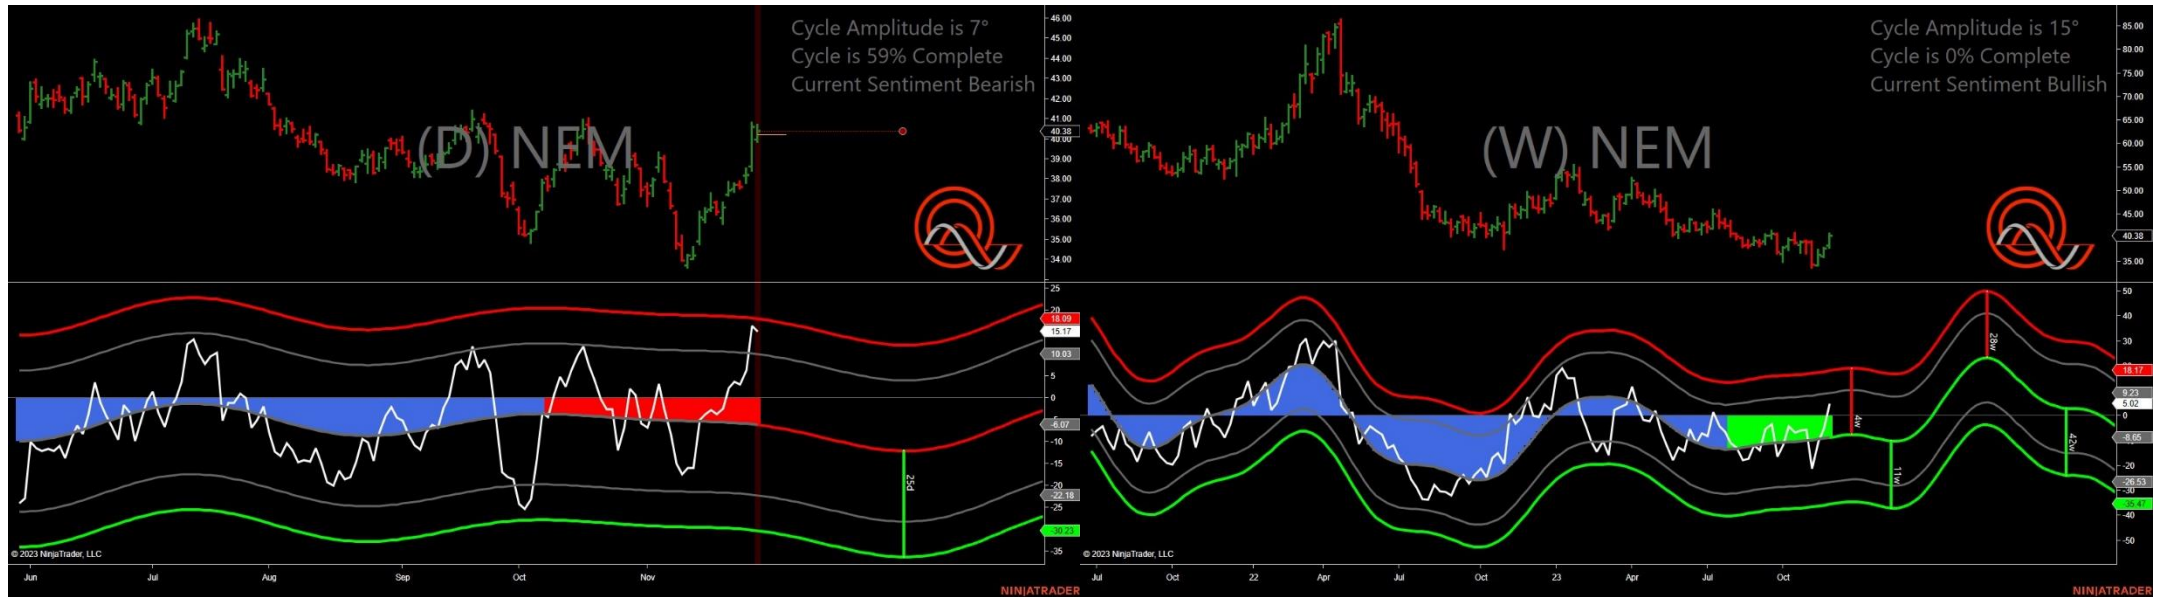 Cycle Amplitude is 7°
Cycle is 59% Complete
Current Sentiment Bearish
(D) NEM
46.00
45.00
44.00
43.00
42.00
41.00
40.38
40.00
39.00
38.00
37.00
36.00
35.00
34.00
25
20
18.09
15.17
10.03
5
0
-6.07
-10
-15
-22.18
-30.23
-35
25d
© 2023 NinjaTrader, LLC
Jun Jul Aug Sep Oct Nov
NINJATRADER
Cycle Amplitude is 15°
Cycle is 0% Complete
Current Sentiment Bullish
(W) NEM
85.00
80.00
75.00
70.00
65.00
60.00
55.00
50.00
45.00
40.38
35.00
50
40
30
18.17
9.23
5.02
0
-8.65
-20
-26.53
-30
-35.47
-40
-50
4w
11w
28w
42w
© 2023 NinjaTrader, LLC
Jul Oct 22 Apr Jul Oct 23 Apr Jul Oct
NINJATRADER